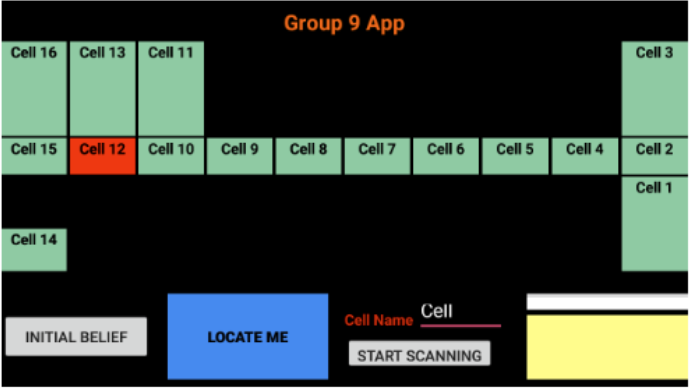 Group 9 App
Cell 16 Cell 13 Cell 11 Cell 3
Cell 15 Cell 12 Cell 10 Cell 9 Cell 8 Cell 7 Cell 6 Cell 5 Cell 4 Cell 2
Cell 1
Cell 14
INITIAL BELIEF
LOCATE ME
Cell Name Cell
START SCANNING